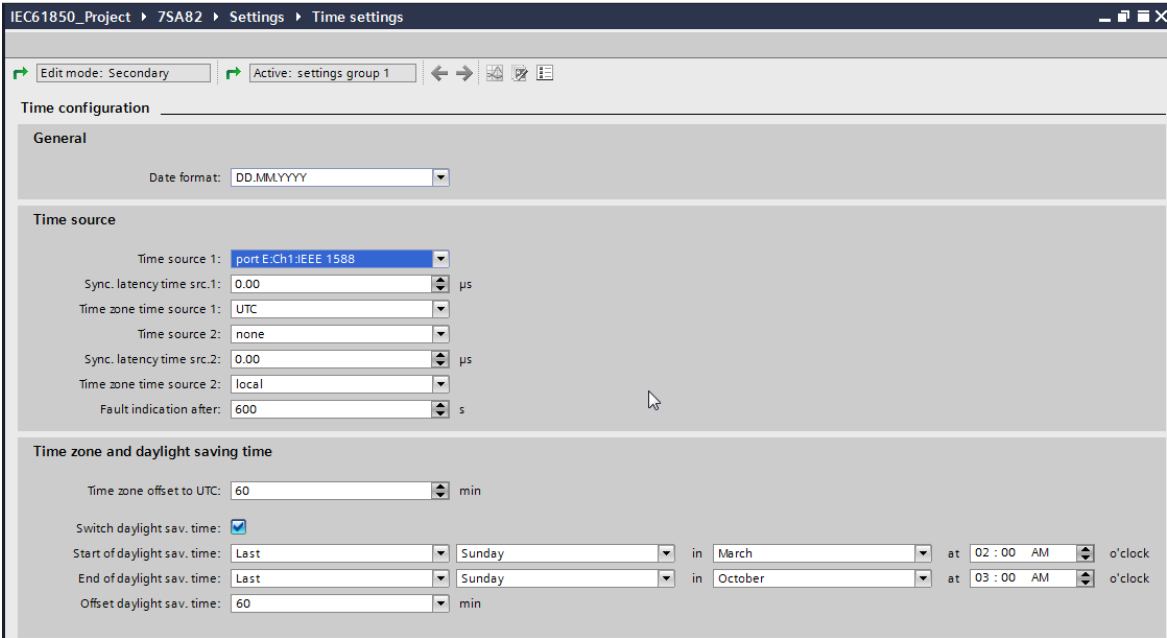 IEC61850_Project ▸ 7SA82 ▸ Settings ▸ Time settings
Edit mode: Secondary Active: settings group 1
Time configuration
General
Date format: DD.MM.YYYY
Time source
Time source 1: port E:Ch1:IEEE 1588
Sync. latency time src.1: 0.00 µs
Time zone time source 1: UTC
Time source 2: none
Sync. latency time src.2: 0.00 µs
Time zone time source 2: local
Fault indication after: 600 s
Time zone and daylight saving time
Time zone offset to UTC: 60 min
Switch daylight sav. time:
Start of daylight sav. time: Last Sunday in March at 02 : 00 AM o'clock
End of daylight sav. time: Last Sunday in October at 03 : 00 AM o'clock
Offset daylight sav. time: 60 min